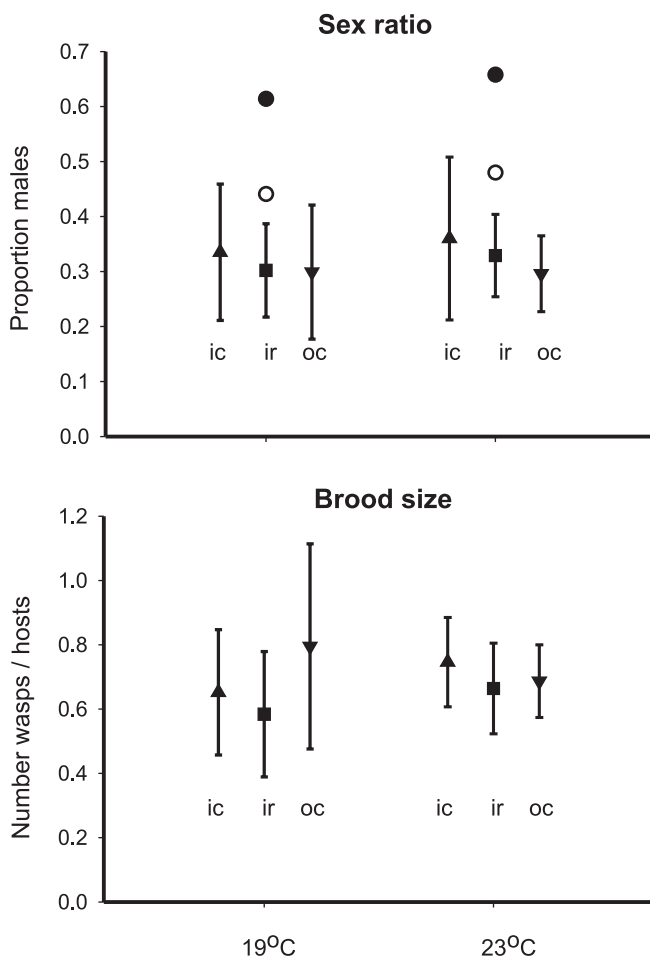 Sex ratio
0.7
0.6
0.5
0.4
0.3
0.2
0.1
0.0
Proportion males
ic ir oc ic ir oc
Brood size
1.2
1.0
0.8
0.6
0.4
0.2
0.0
Number wasps / hosts
ic ir oc ic ir oc
19°C 23°C